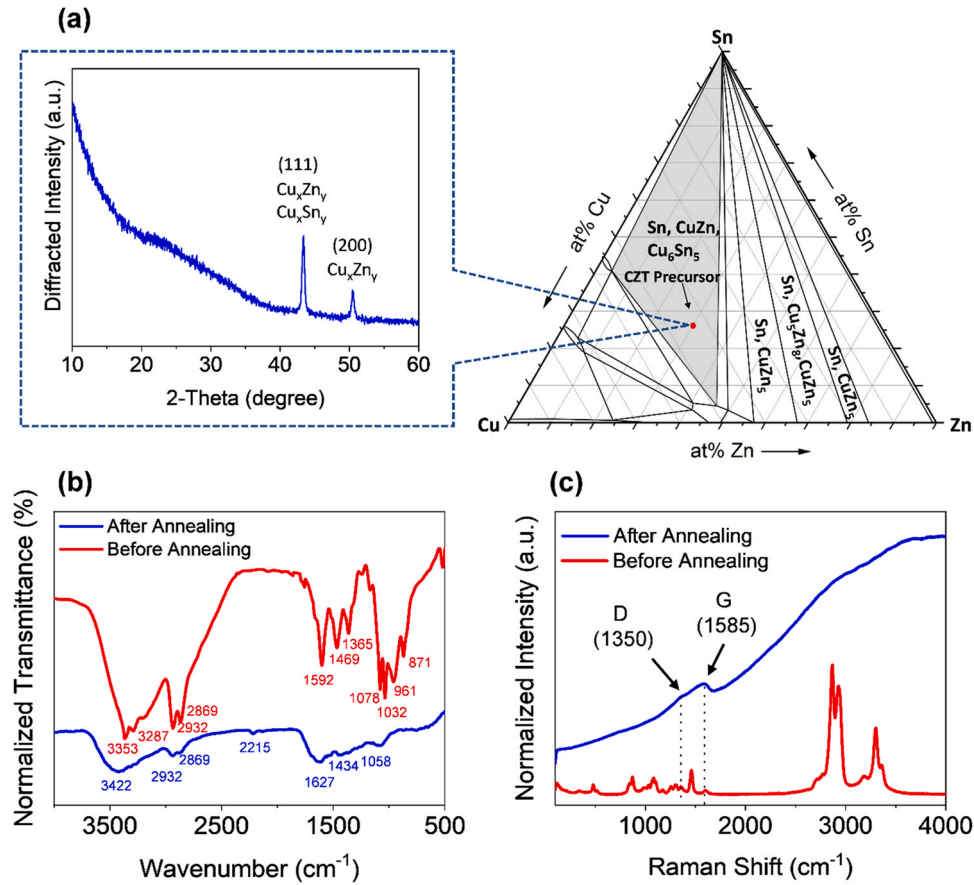 (a)
Diffracted Intensity (a.u.)
(111)
CuₓZnᵧ
CuₓSnᵧ
(200)
CuₓZnᵧ
10 20 30 40 50 60
2-Theta (degree)
Sn
at% Cu
at% Sn
Sn, CuZn,
Cu₆Sn₅
CZT Precursor
Sn, CuZn₅
Sn, Cu₅Zn₈,CuZn₅
Sn, CuZn₅
Cu
Zn
at% Zn
(b)
Normalized Transmittance (%)
After Annealing
Before Annealing
3353
3287
2932
2869
1592
1469
1365
1078
1032
961
871
3422
2932
2869
2215
1627
1434
1058
3500 2500 1500 500
Wavenumber (cm⁻¹)
(c)
Normalized Intensity (a.u.)
After Annealing
Before Annealing
D
(1350)
G
(1585)
1000 2000 3000 4000
Raman Shift (cm⁻¹)